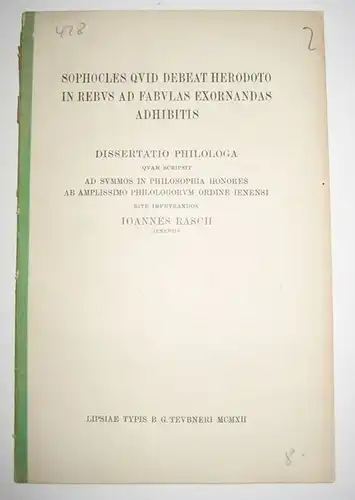 428
2
SOPHOCLES QVID DEBEAT HERODOTO
IN REBVS AD FABVLAS EXORNANDAS
ADHIBITIS
DISSERTATIO PHILOLOGA
QVAM SCRIPSIT
AD SVMMOS IN PHILOSOPHIA HONORES
AB AMPLISSIMO PHILOLOGORVM ORDINE IENENSI
RITE IMPETRANDOS
IOANNES RASCH
IENENSIS
LIPSIAE TYPIS B. G. TEVBNERI MCMXII
8.